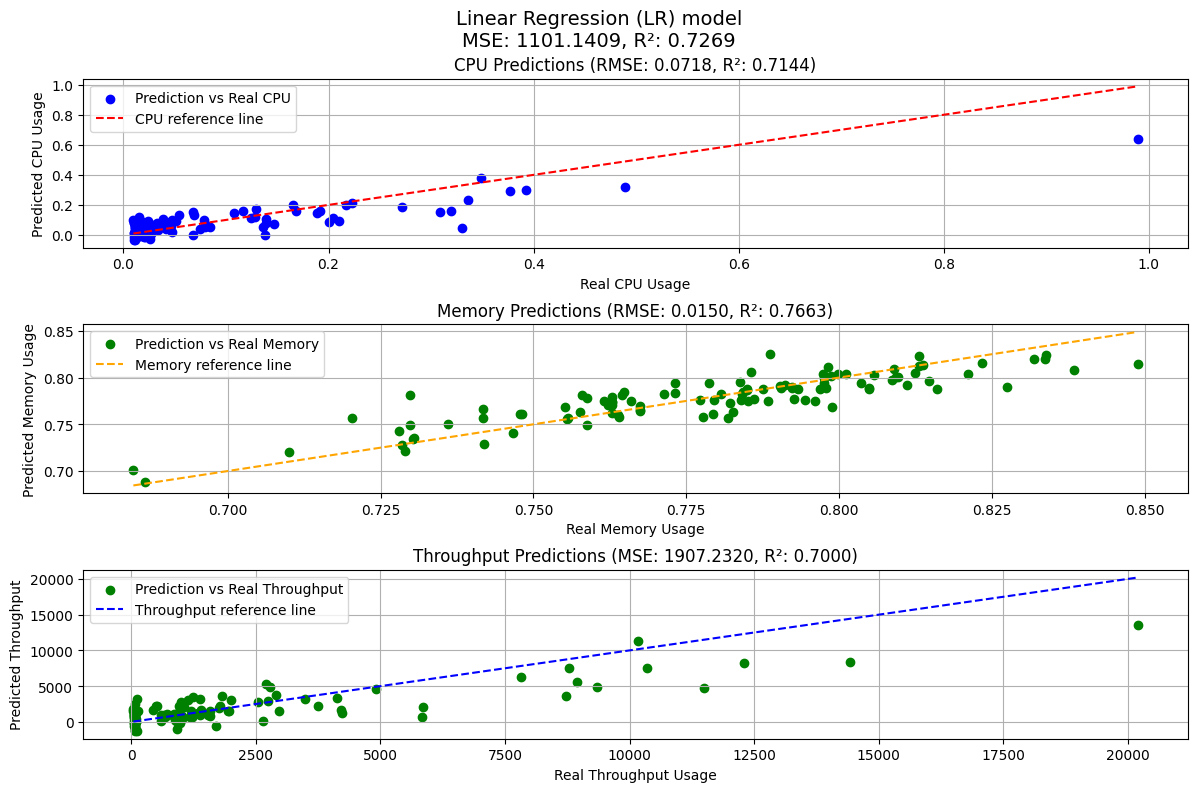 Linear Regression (LR) model
MSE: 1101.1409, R²: 0.7269
CPU Predictions (RMSE: 0.0718, R²: 0.7144)
Predicted CPU Usage
1.0
0.8
0.6
0.4
0.2
0.0
Prediction vs Real CPU
CPU reference line
0.0 0.2 0.4 0.6 0.8 1.0
Real CPU Usage
Memory Predictions (RMSE: 0.0150, R²: 0.7663)
Predicted Memory Usage
0.85
0.80
0.75
0.70
Prediction vs Real Memory
Memory reference line
0.700 0.725 0.750 0.775 0.800 0.825 0.850
Real Memory Usage
Throughput Predictions (MSE: 1907.2320, R²: 0.7000)
Predicted Throughput
20000
15000
10000
5000
0
Prediction vs Real Throughput
Throughput reference line
0 2500 5000 7500 10000 12500 15000 17500 20000
Real Throughput Usage